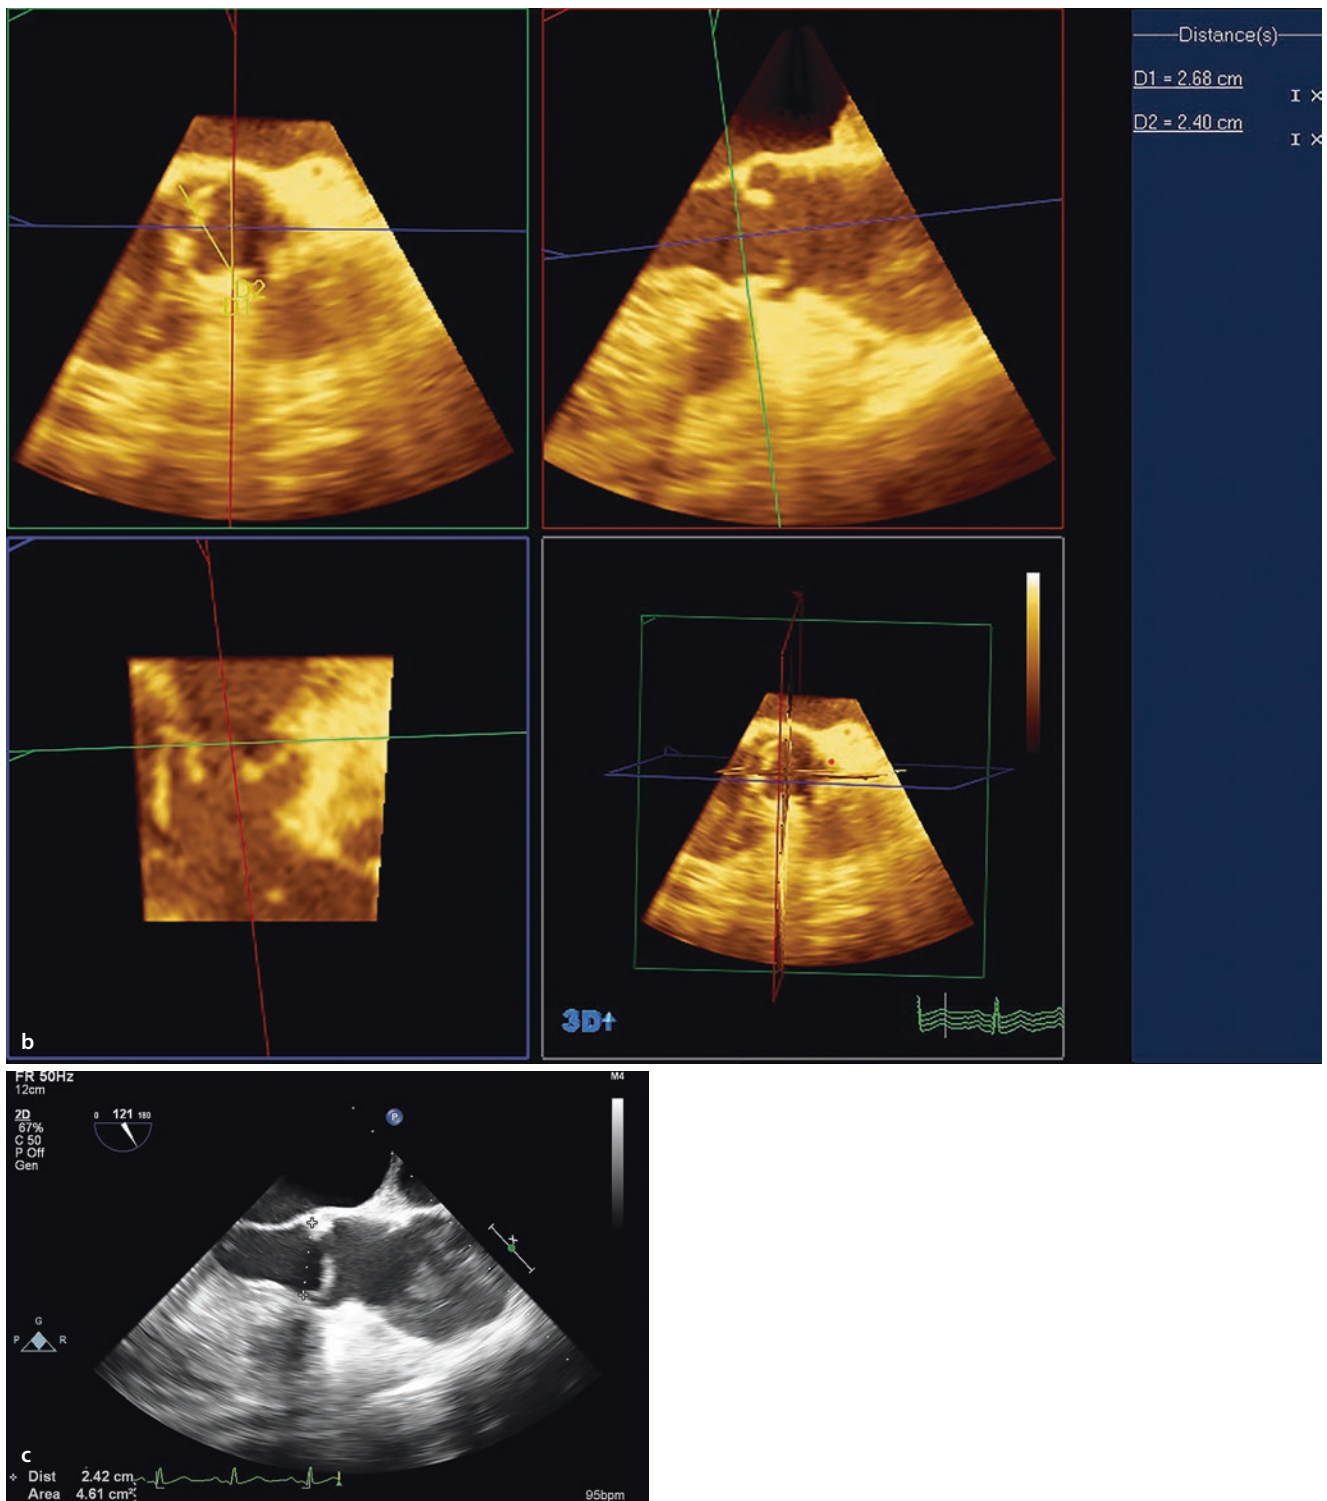 Distance(s)
D1 = 2.68 cm
D2 = 2.40 cm
D2
D1
3D
b
FR 50Hz
12cm
M4
2D
67%
C 50
P Off
Gen
0 121 180
P
G
P R
c
Dist 2.42 cm
Area 4.61 cm²
95bpm